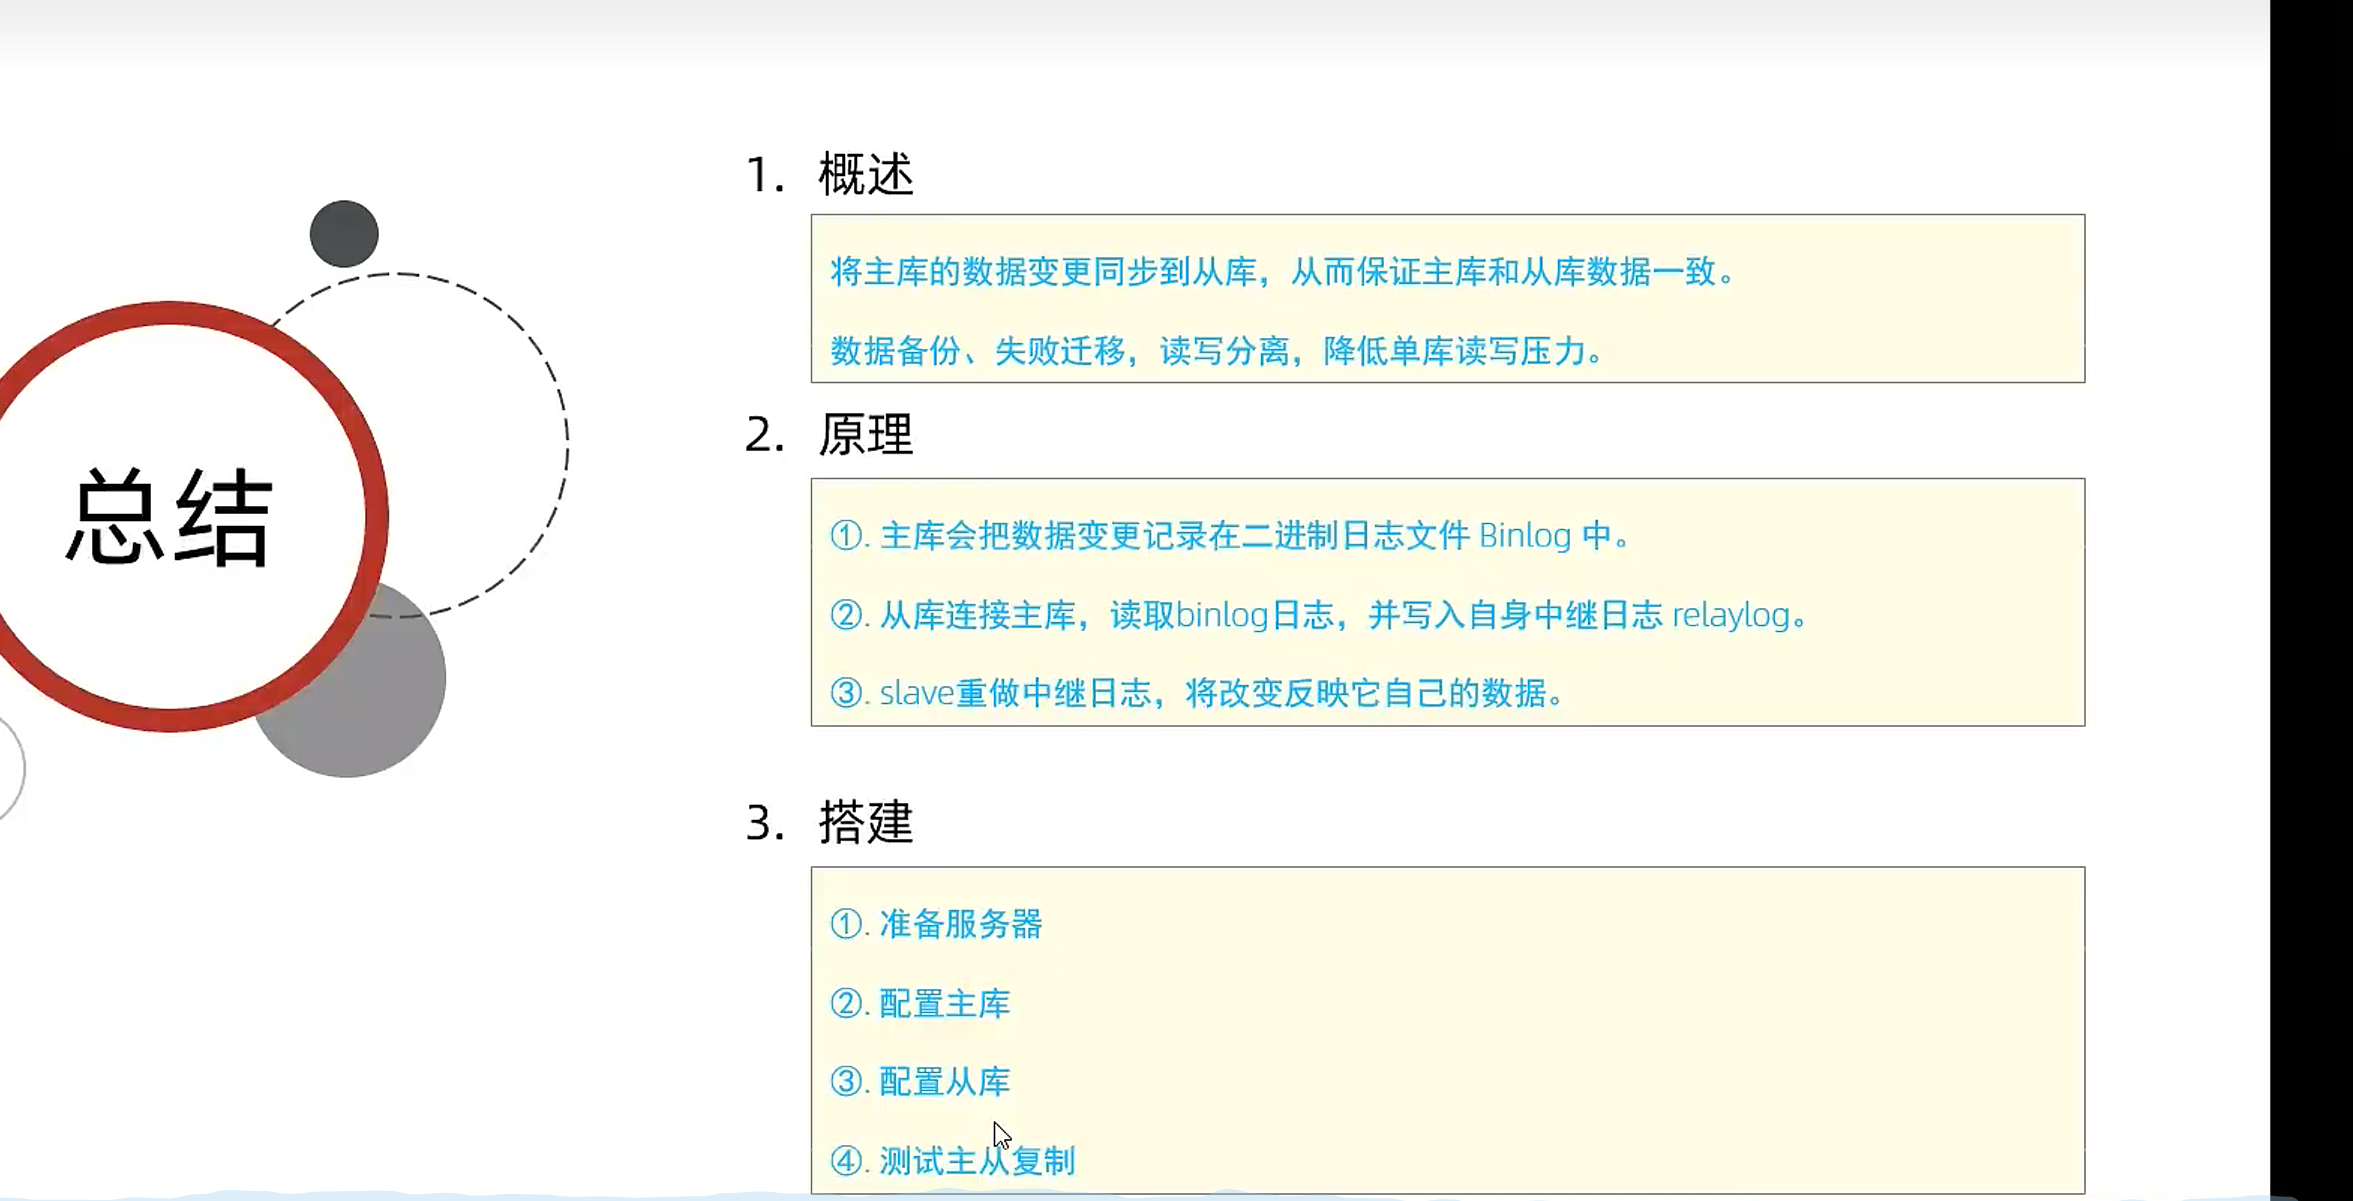 总结
1. 概述
将主库的数据变更同步到从库，从而保证主库和从库数据一致。
数据备份、失败迁移，读写分离，降低单库读写压力。
2. 原理
①. 主库会把数据变更记录在二进制日志文件 Binlog 中。
②. 从库连接主库，读取binlog日志，并写入自身中继日志 relaylog。
③. slave重做中继日志，将改变反映它自己的数据。
3. 搭建
①. 准备服务器
②. 配置主库
③. 配置从库
④. 测试主从复制